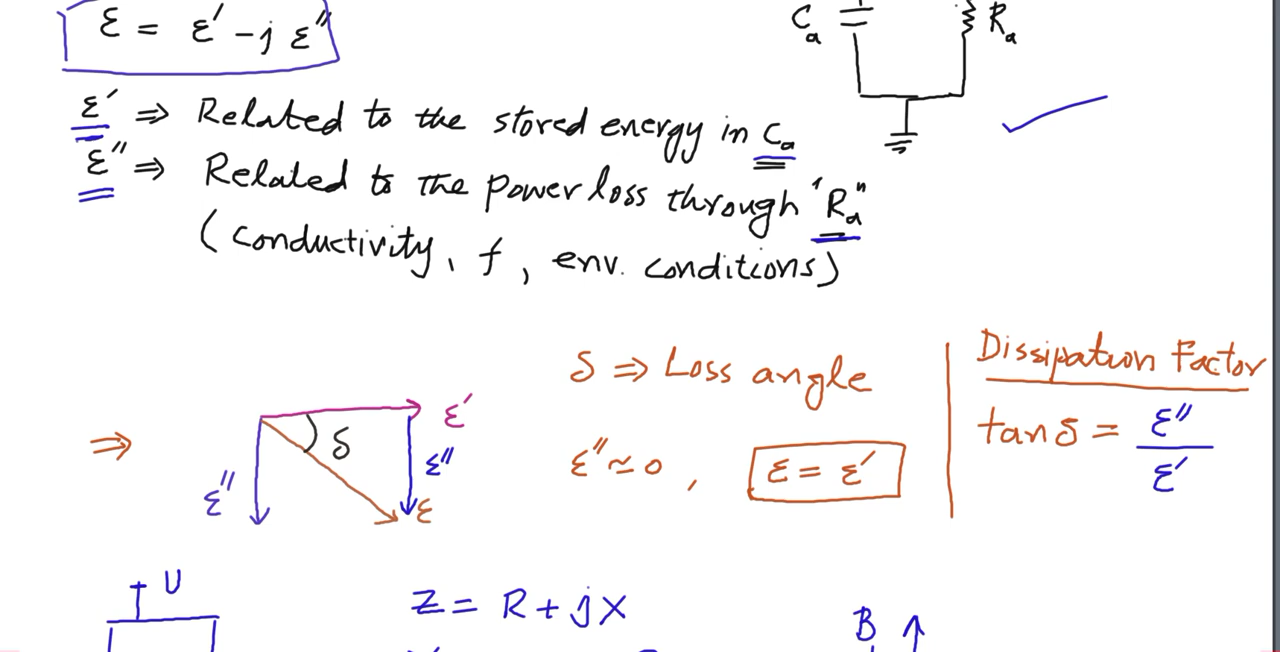 ε = ε′ - j ε″
Ca
Ra
ε′ ⇒ Related to the stored energy in Ca
ε″ ⇒ Related to the power loss through "Ra"
(conductivity, f, env. conditions)
δ ⇒ Loss angle
Dissipation Factor
⇒
ε′
δ
ε″
ε″
ε
ε″ ≃ 0, ε = ε′
tan δ = ε″/ε′
U
Z = R + jX
B ↑